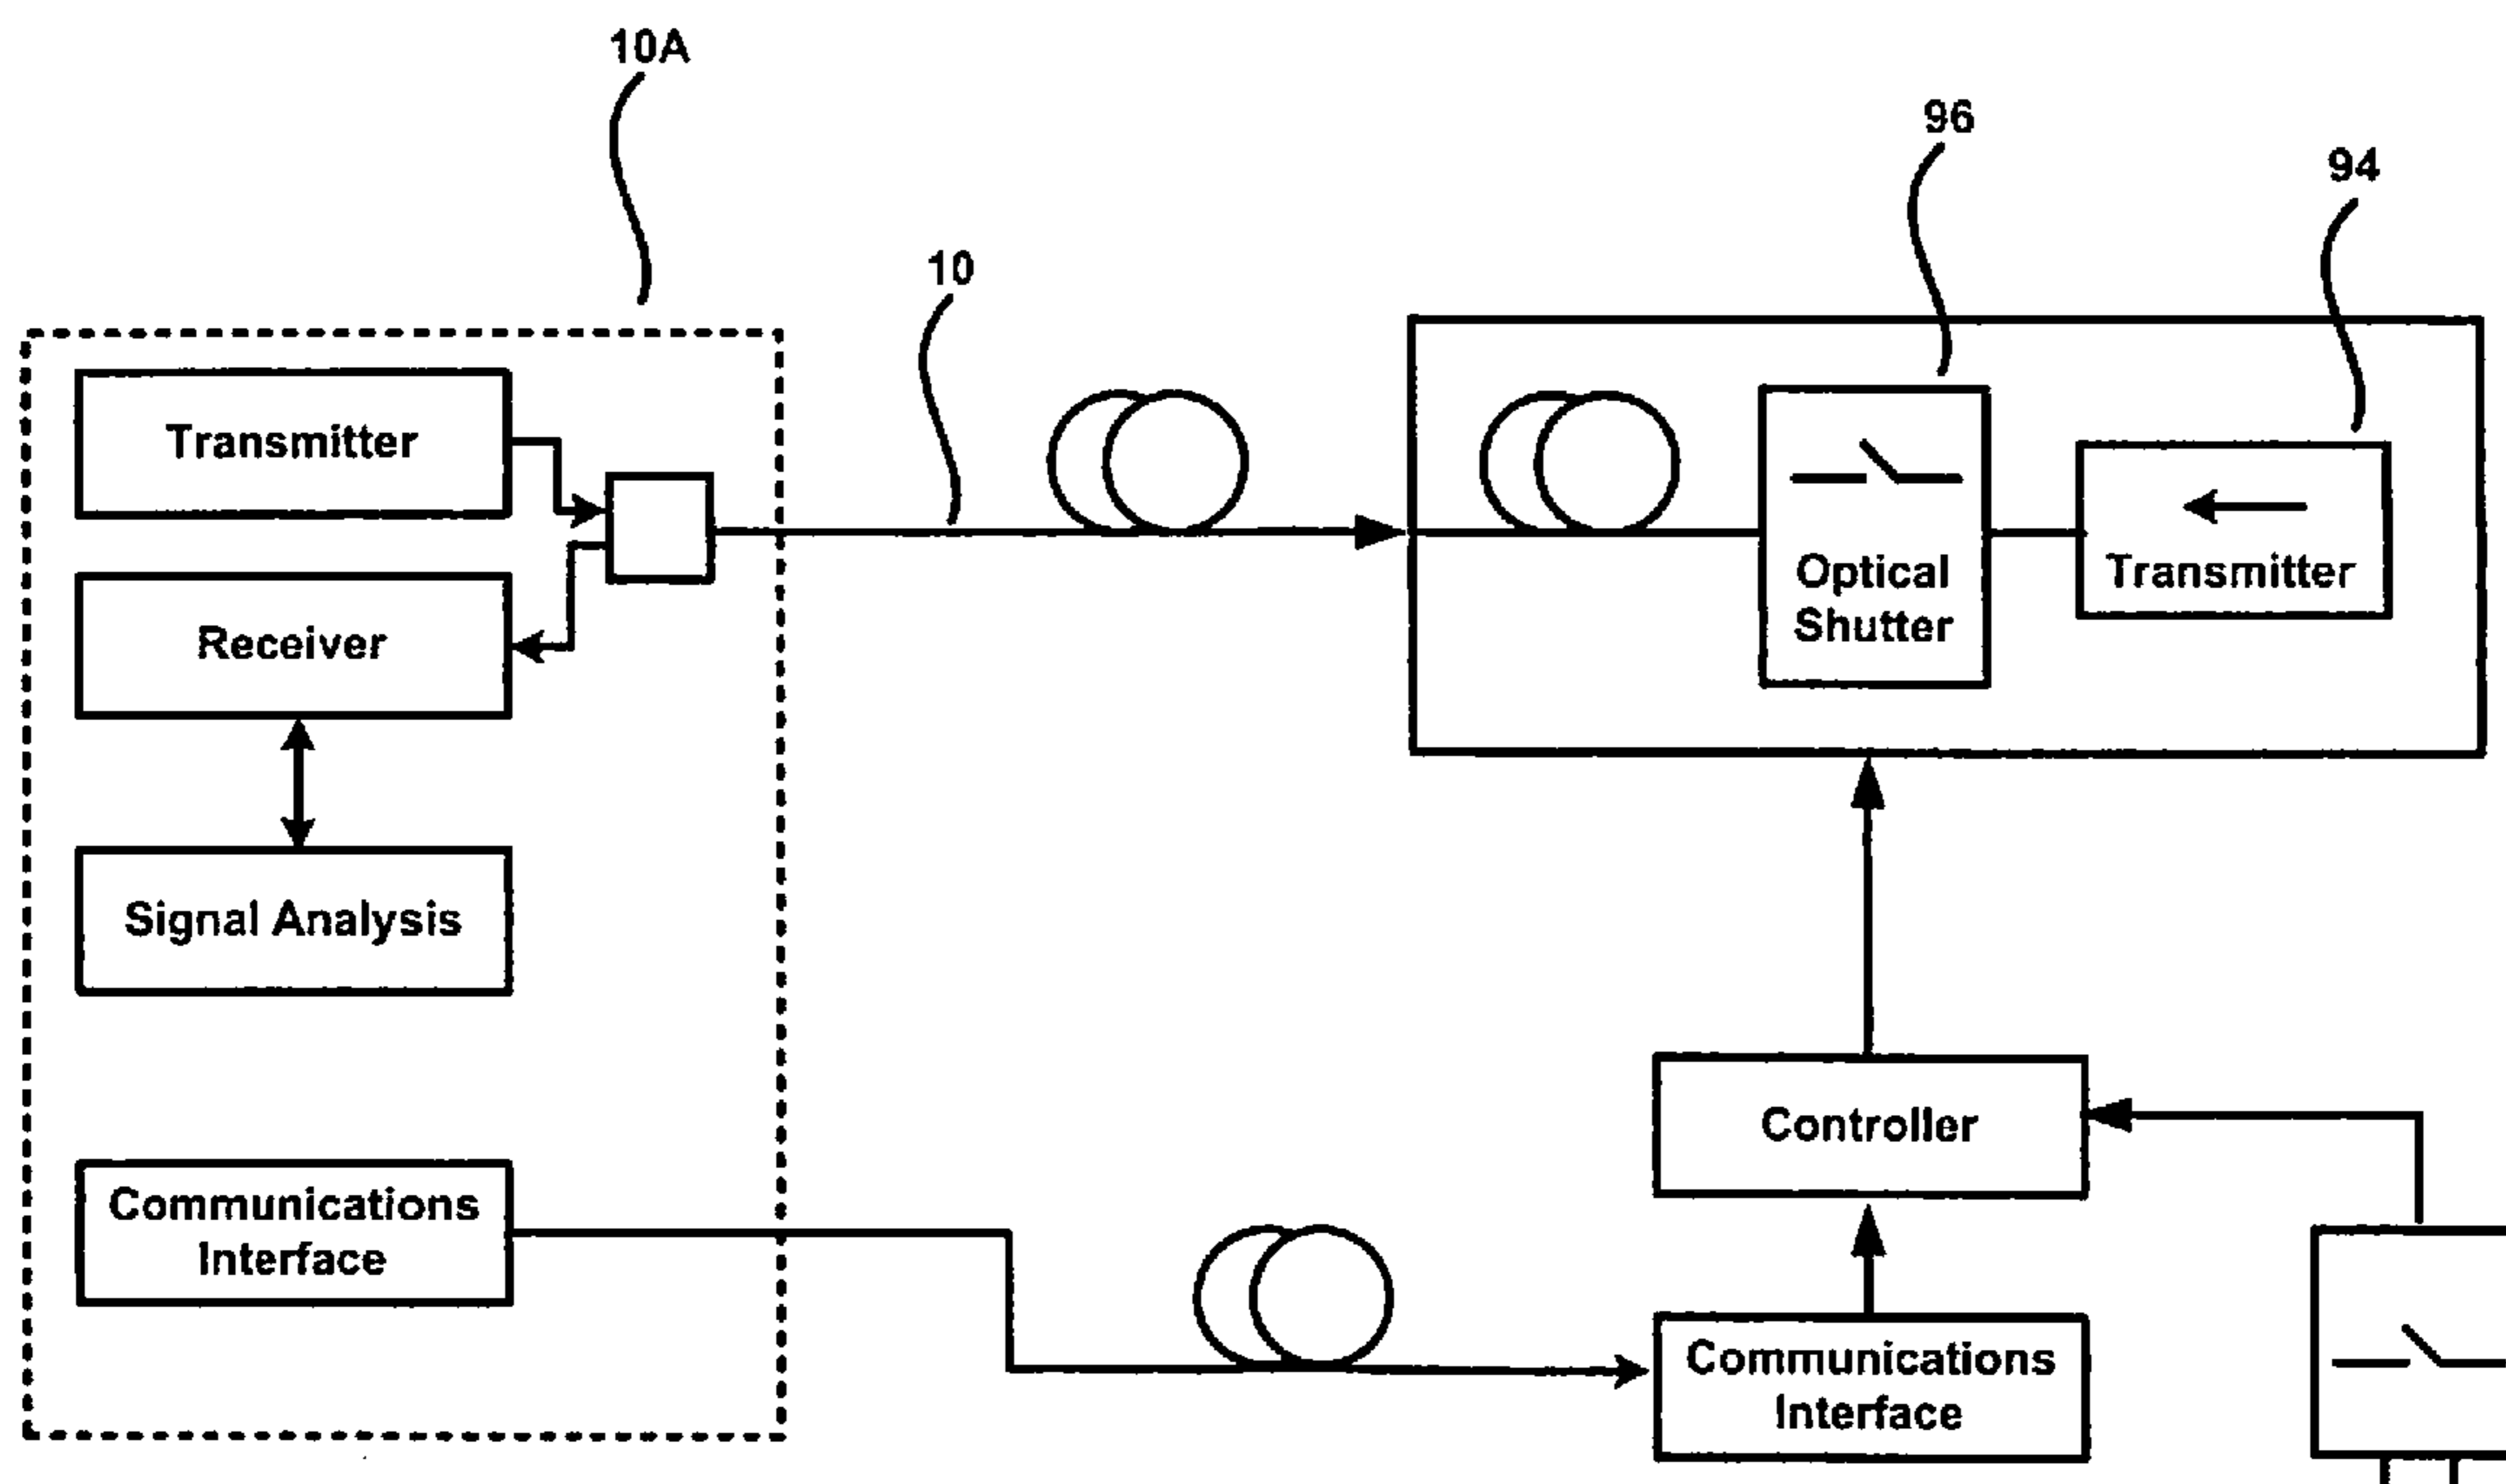 10A
96
94
10
Transmitter
Receiver
Signal Analysis
Communications
Interface
Optical
Shutter
Transmitter
Controller
Communications
Interface